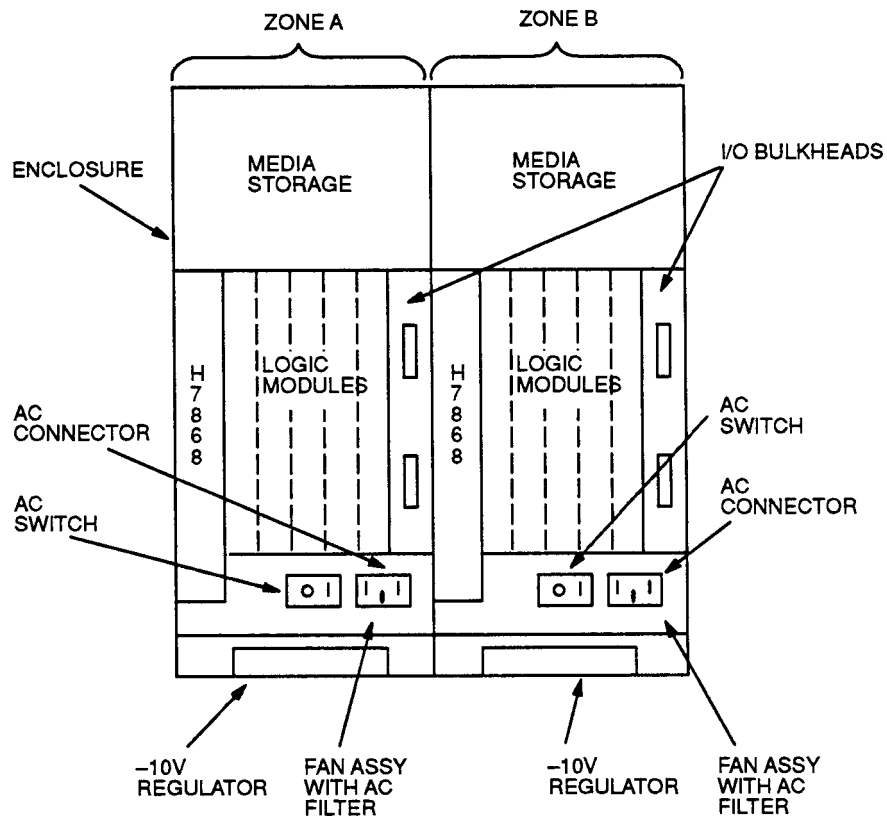 ZONE A
ZONE B
ENCLOSURE
MEDIA
STORAGE
MEDIA
STORAGE
I/O BULKHEADS
H
7
8
6
8
LOGIC
MODULES
H
7
8
6
8
LOGIC
MODULES
AC
CONNECTOR
AC
SWITCH
AC
SWITCH
AC
CONNECTOR
–10V
REGULATOR
FAN ASSY
WITH AC
FILTER
–10V
REGULATOR
FAN ASSY
WITH AC
FILTER